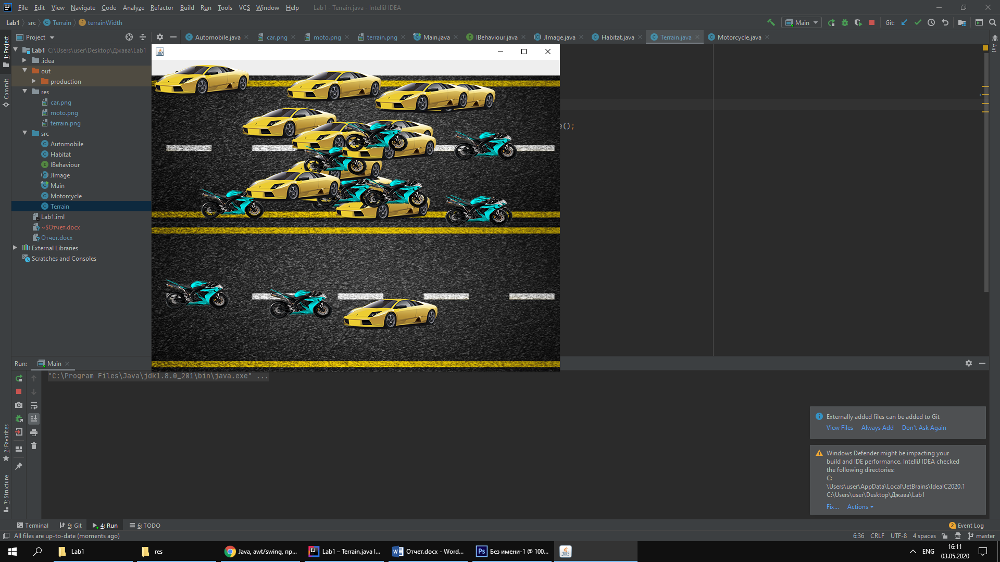 File Edit View Navigate Code Analyze Refactor Build Run Tools VCS Window Help Lab1 - Terrain.java - IntelliJ IDEA
Lab1 src Terrain terrainWidth Main Git:
Project Automobile.java car.png moto.png terrain.png Main.java IBehaviour.java JImage.java Habitat.java Terrain.java Motorcycle.java
1: Project
Commit
Ant
Lab1 C:\Users\user\Desktop\Джава\Lab1
.idea
out
production
res
car.png
moto.png
terrain.png
src
Automobile
Habitat
IBehaviour
JImage
Main
Motorcycle
Terrain
Lab1.iml
~$Отчет.docx
Отчет.docx
External Libraries
Scratches and Consoles
e();
Run: Main
"C:\Program Files\Java\jdk1.8.0_201\bin\java.exe" ...
2: Favorites
7: Structure
Externally added files can be added to Git
View Files Always Add Don't Ask Again
Windows Defender might be impacting your
build and IDE performance. IntelliJ IDEA checked
the following directories:
C:
\Users\user\AppData\Local\JetBrains\IdeaIC2020.1
C:\Users\user\Desktop\Джава\Lab1
Fix... Actions
Terminal 9: Git 4: Run 6: TODO 2 Event Log
All files are up-to-date (moments ago) 6:36 CRLF UTF-8 4 spaces master
Lab1 res Java, awt/swing, пр... Lab1 – Terrain.java I... Отчет.docx - Word... Без имени-1 @ 100... ENG 16:11
03.05.2020